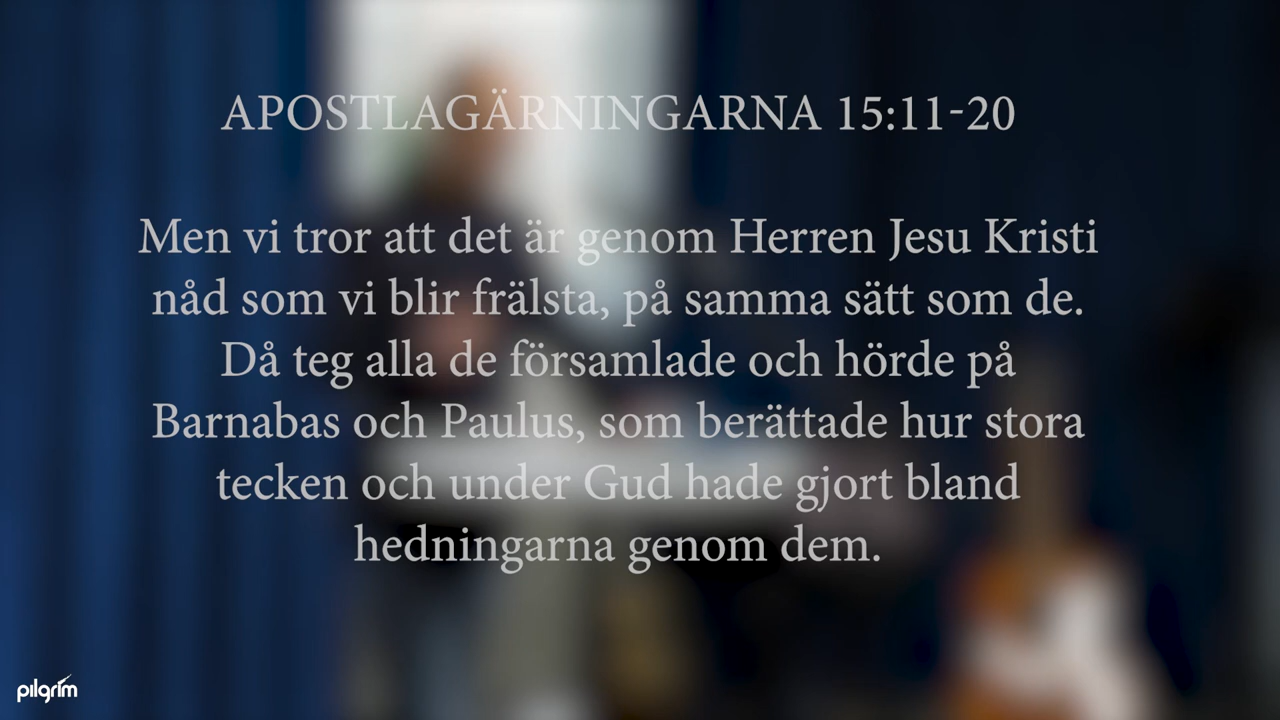 APOSTLAGÄRNINGARNA 15:11-20
Men vi tror att det är genom Herren Jesu Kristi
nåd som vi blir frälsta, på samma sätt som de.
Då teg alla de församlade och hörde på
Barnabas och Paulus, som berättade hur stora
tecken och under Gud hade gjort bland
hedningarna genom dem.
pilgrim